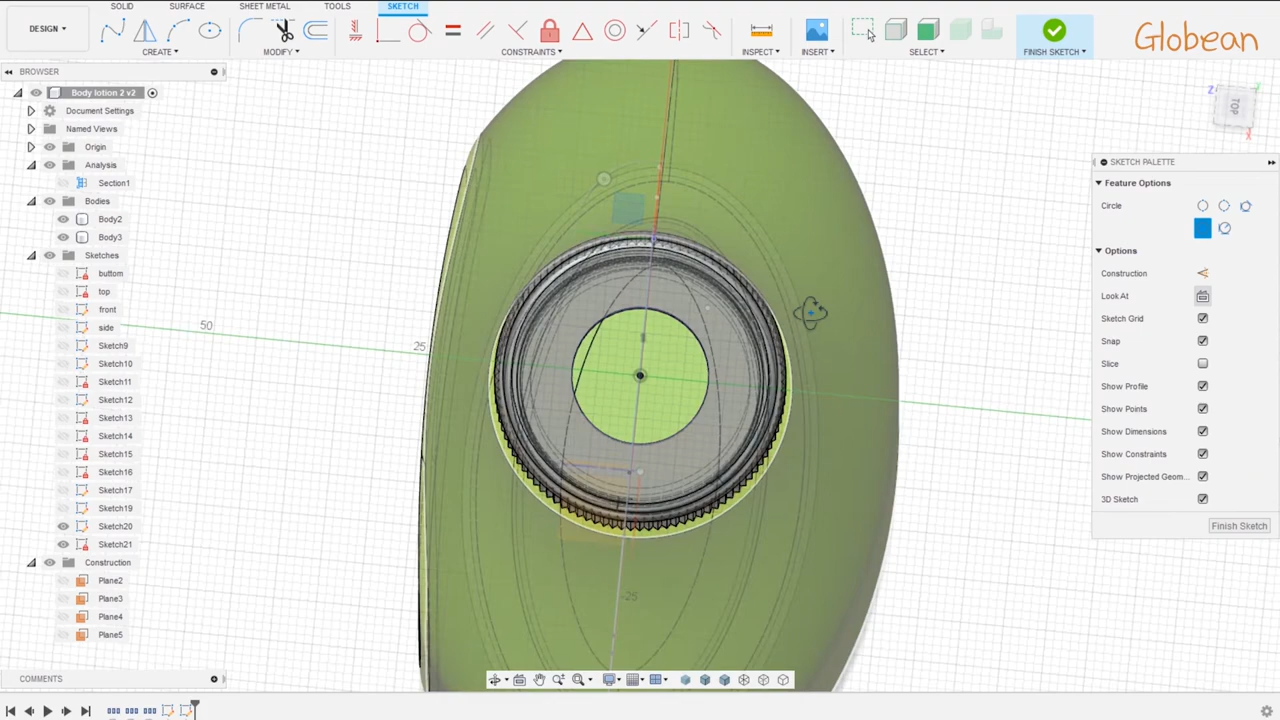 SOLID SURFACE SHEET METAL TOOLS SKETCH
DESIGN
CREATE MODIFY CONSTRAINTS INSPECT INSERT SELECT FINISH SKETCH
Globean
BROWSER
Body lotion 2 v2
Document Settings
Named Views
Origin
Analysis
Section1
Bodies
Body2
Body3
Sketches
buttom
top
front
side
Sketch9
Sketch10
Sketch11
Sketch12
Sketch13
Sketch14
Sketch15
Sketch16
Sketch17
Sketch19
Sketch20
Sketch21
Construction
Plane2
Plane3
Plane4
Plane5
COMMENTS
50
25
-25
TOP
Z
Y
X
SKETCH PALETTE
Feature Options
Circle
Options
Construction
Look At
Sketch Grid
Snap
Slice
Show Profile
Show Points
Show Dimensions
Show Constraints
Show Projected Geom...
3D Sketch
Finish Sketch